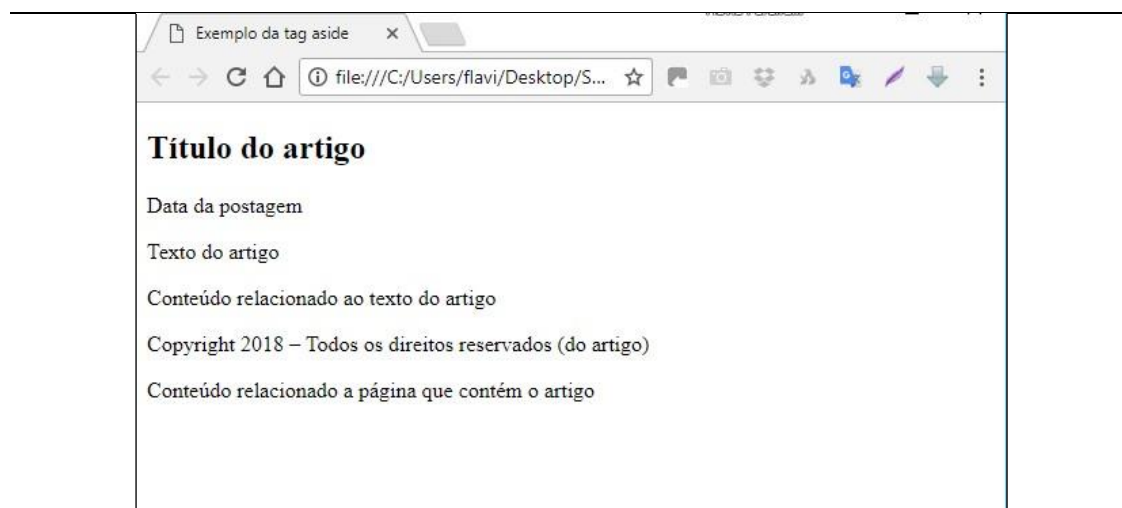 Exemplo da tag aside
file:///C:/Users/flavi/Desktop/S...
Título do artigo
Data da postagem
Texto do artigo
Conteúdo relacionado ao texto do artigo
Copyright 2018 – Todos os direitos reservados (do artigo)
Conteúdo relacionado a página que contém o artigo